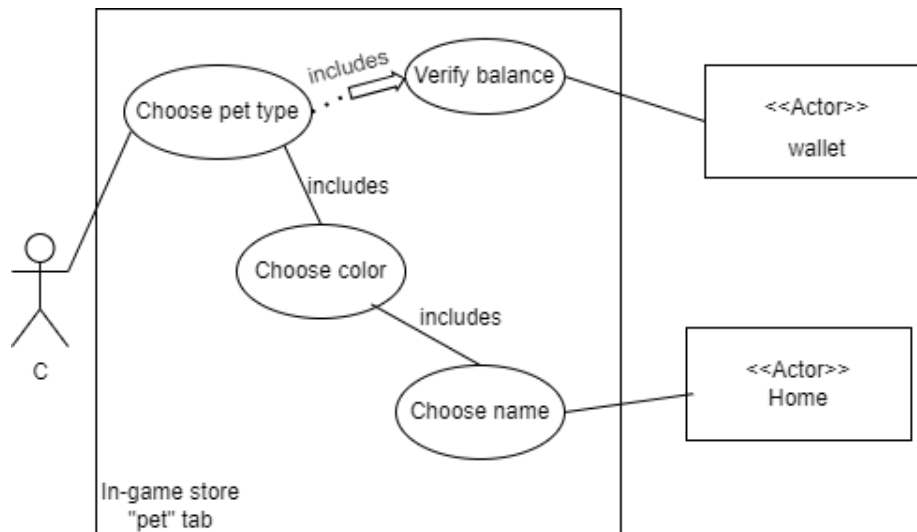 includes
Verify balance
Choose pet type
<<Actor>>
wallet
includes
Choose color
includes
C
<<Actor>>
Home
Choose name
In-game store
"pet" tab